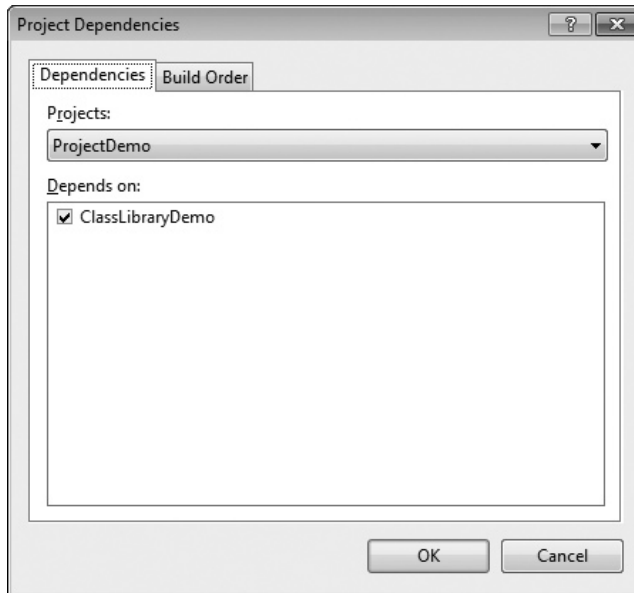 Project Dependencies
Dependencies Build Order
Projects:
ProjectDemo
Depends on:
ClassLibraryDemo
OK Cancel